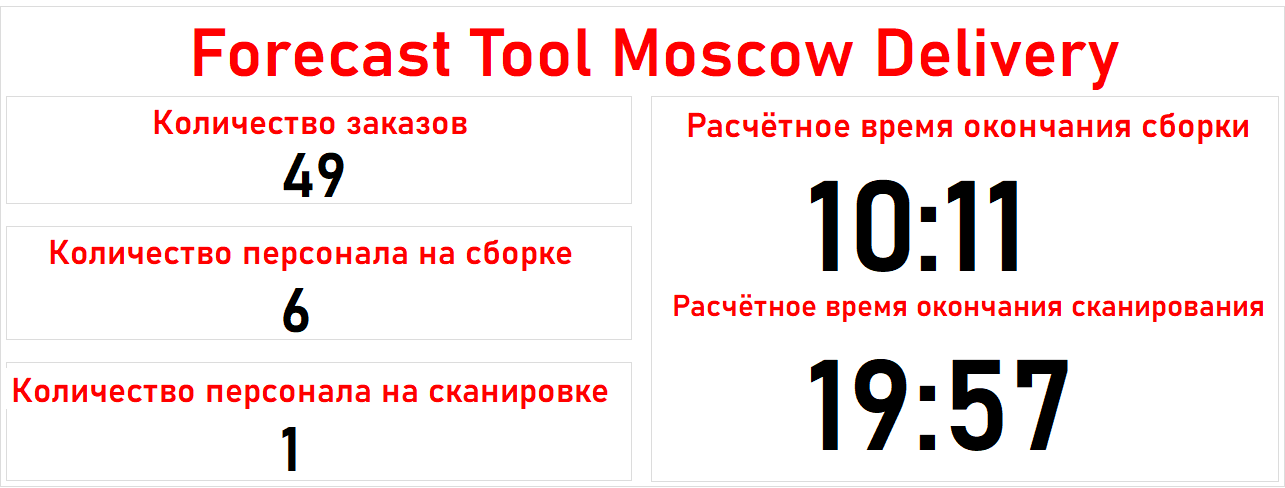 Forecast Tool Moscow Delivery
Количество заказов
49
Количество персонала на сборке
6
Количество персонала на сканировке
1
Расчётное время окончания сборки
10:11
Расчётное время окончания сканирования
19:57